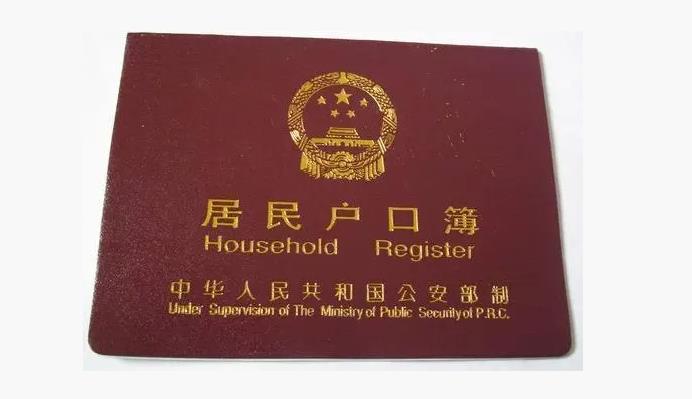 居民户口簿
Household Register
中华人民共和国公安部制
Under Supervision of The Ministry of Public Security of P.R.C.